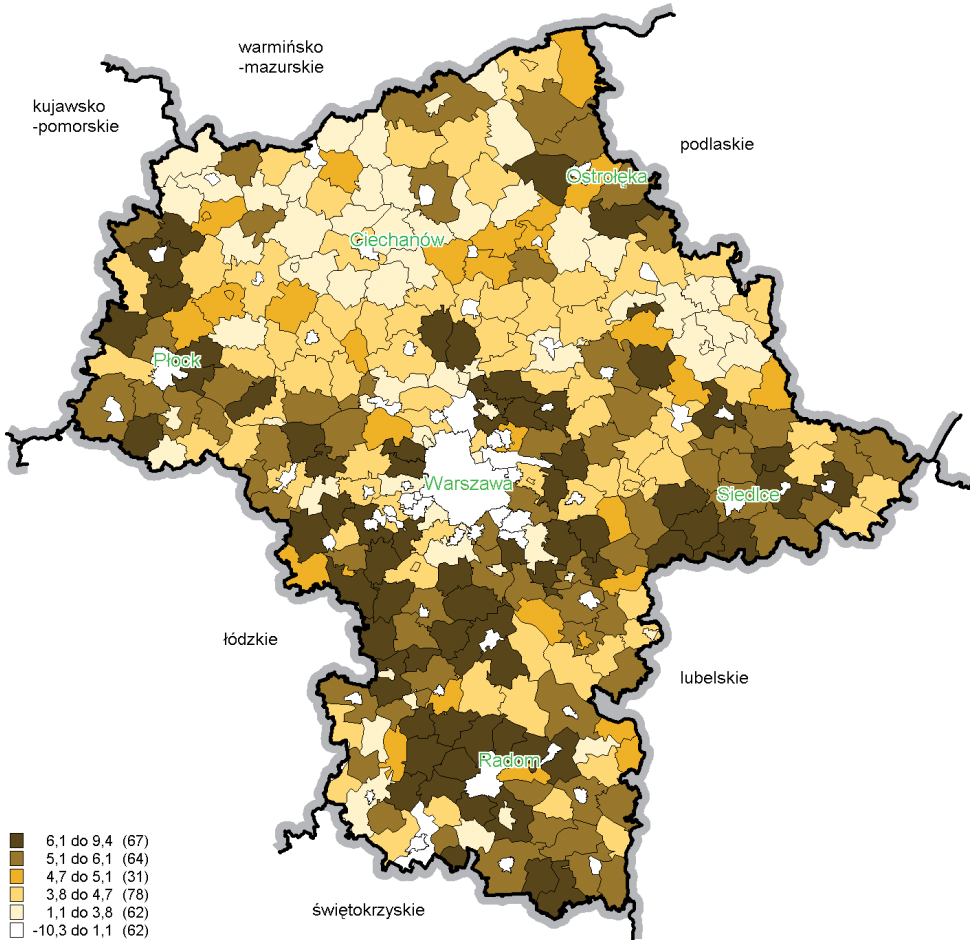 warmińsko
-mazurskie
kujawsko
-pomorskie
podlaskie
Ostrołęka
Ciechanów
Płock
Warszawa
Siedlce
łódzkie
lubelskie
Radom
6,1 do 9,4 (67)
5,1 do 6,1 (64)
4,7 do 5,1 (31)
3,8 do 4,7 (78)
1,1 do 3,8 (62)
-10,3 do 1,1 (62)
świętokrzyskie